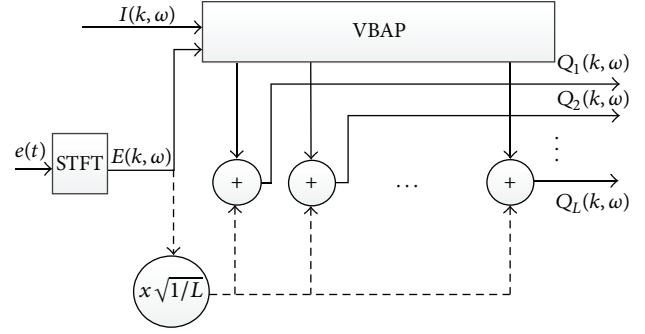 I(k, ω)
VBAP
Q₁(k, ω)
Q₂(k, ω)
e(t)
STFT
E(k, ω)
+
+
...
+
⋮
Q_L(k, ω)
x√1/L